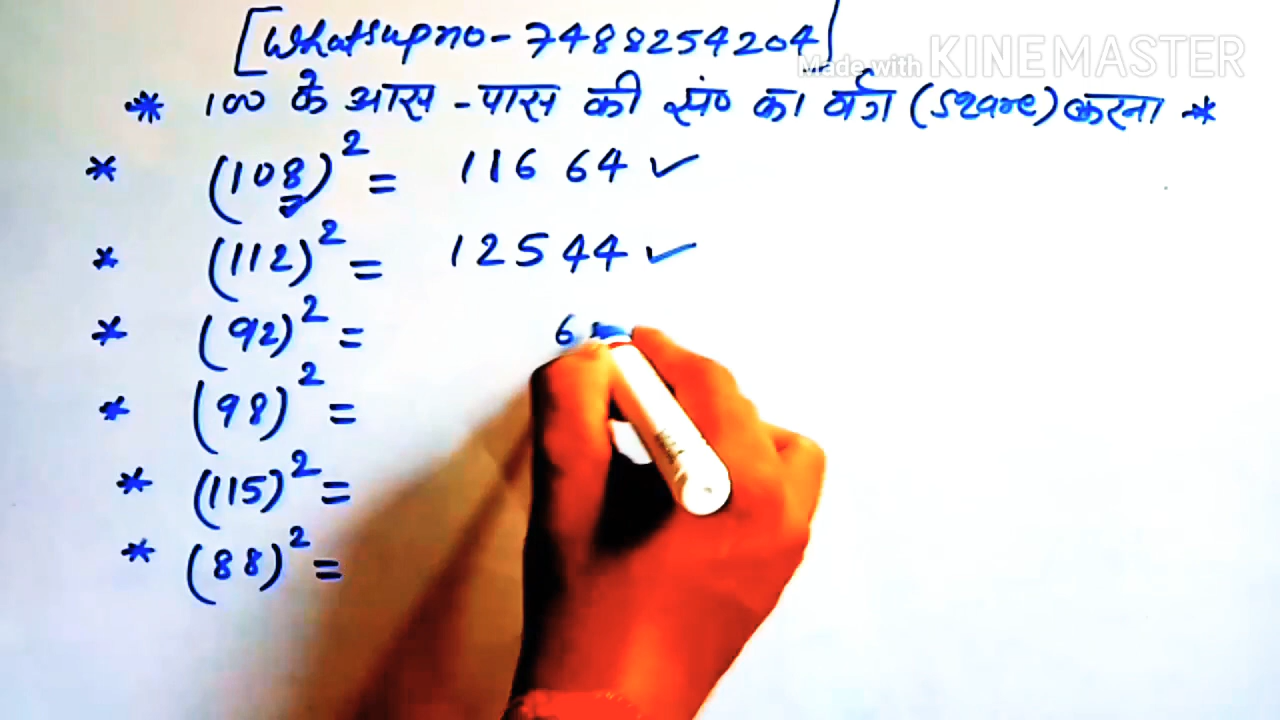 [Whatsup no - 7488254204]
Made with KINEMASTER
* 100 के आस - पास की सं० का वर्ग (Square) करना *
* (108)² = 11664 ✓
* (112)² = 12544 ✓
* (92)² = 6
* (98)² =
* (115)² =
* (88)² =